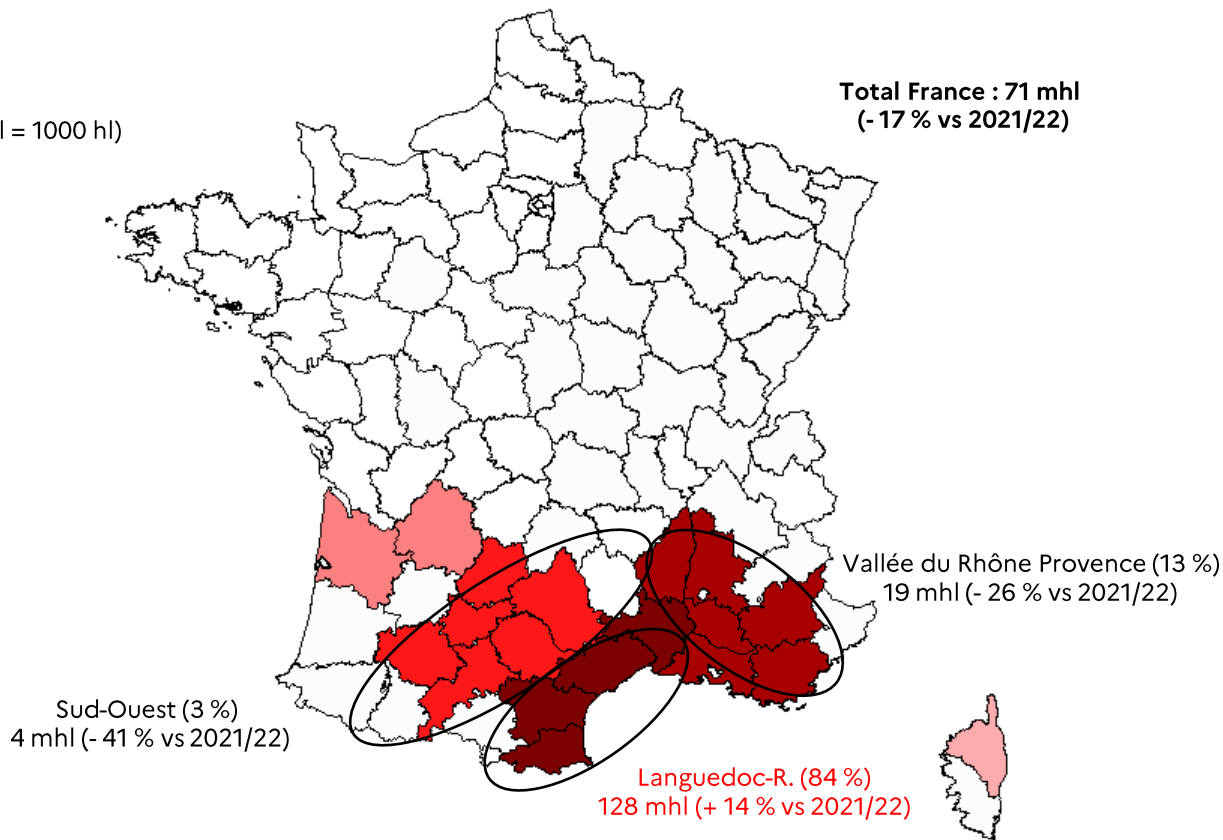 Total France : 71 mhl
(- 17 % vs 2021/22)
l = 1000 hl)
Vallée du Rhône Provence (13 %)
19 mhl (- 26 % vs 2021/22)
Sud-Ouest (3 %)
4 mhl (- 41 % vs 2021/22)
Languedoc-R. (84 %)
128 mhl (+ 14 % vs 2021/22)